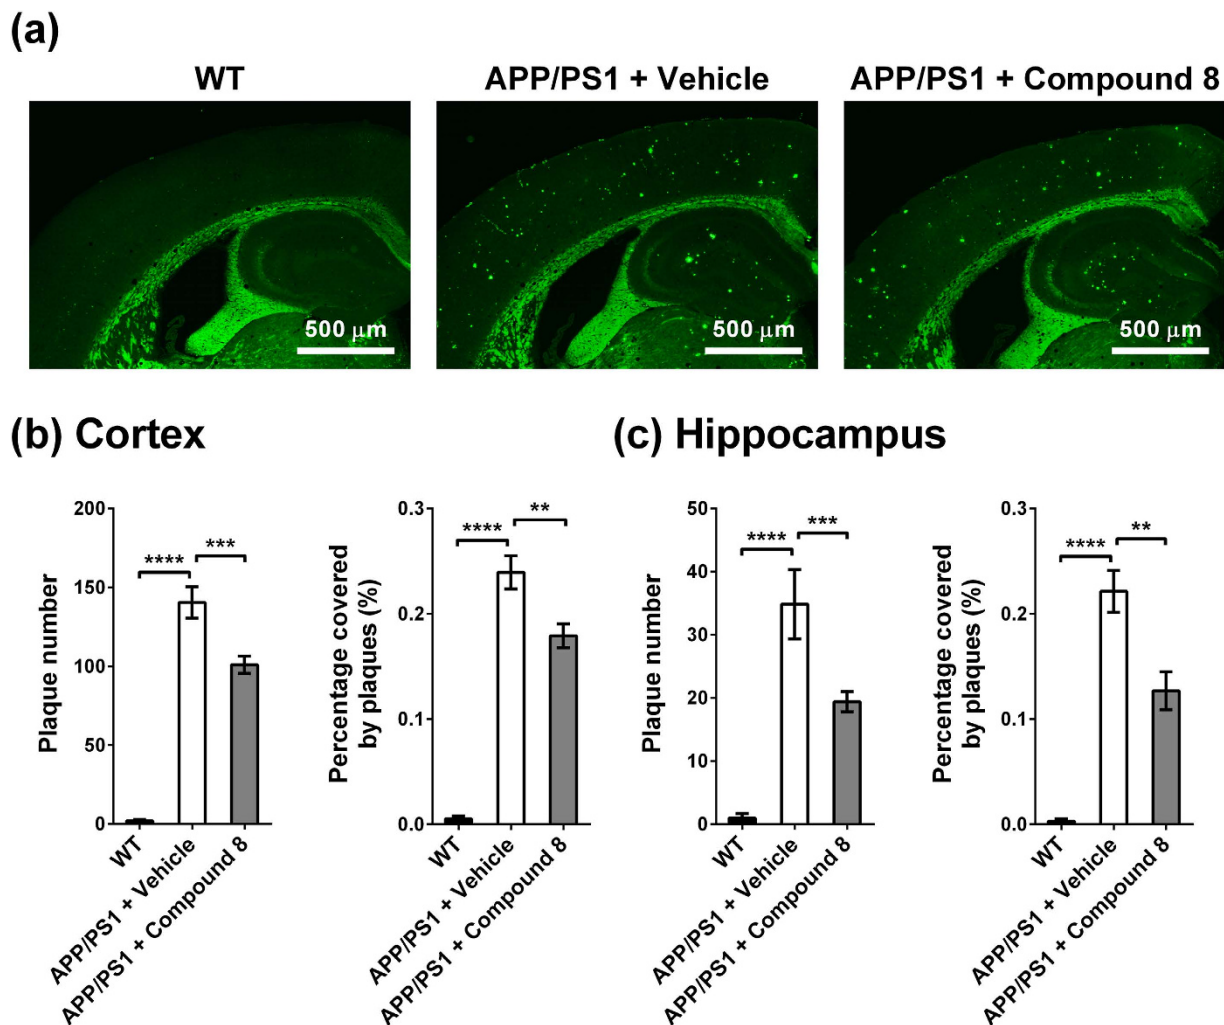 (a)
WT
APP/PS1 + Vehicle
APP/PS1 + Compound 8
500 μm
500 μm
500 μm
(b) Cortex
(c) Hippocampus
Plaque number
200
150
100
50
0
****
***
WT
APP/PS1 + Vehicle
APP/PS1 + Compound 8
Percentage covered
by plaques (%)
0.3
0.2
0.1
0.0
****
**
WT
APP/PS1 + Vehicle
APP/PS1 + Compound 8
Plaque number
50
40
30
20
10
0
****
***
WT
APP/PS1 + Vehicle
APP/PS1 + Compound 8
Percentage covered
by plaques (%)
0.3
0.2
0.1
0.0
****
**
WT
APP/PS1 + Vehicle
APP/PS1 + Compound 8